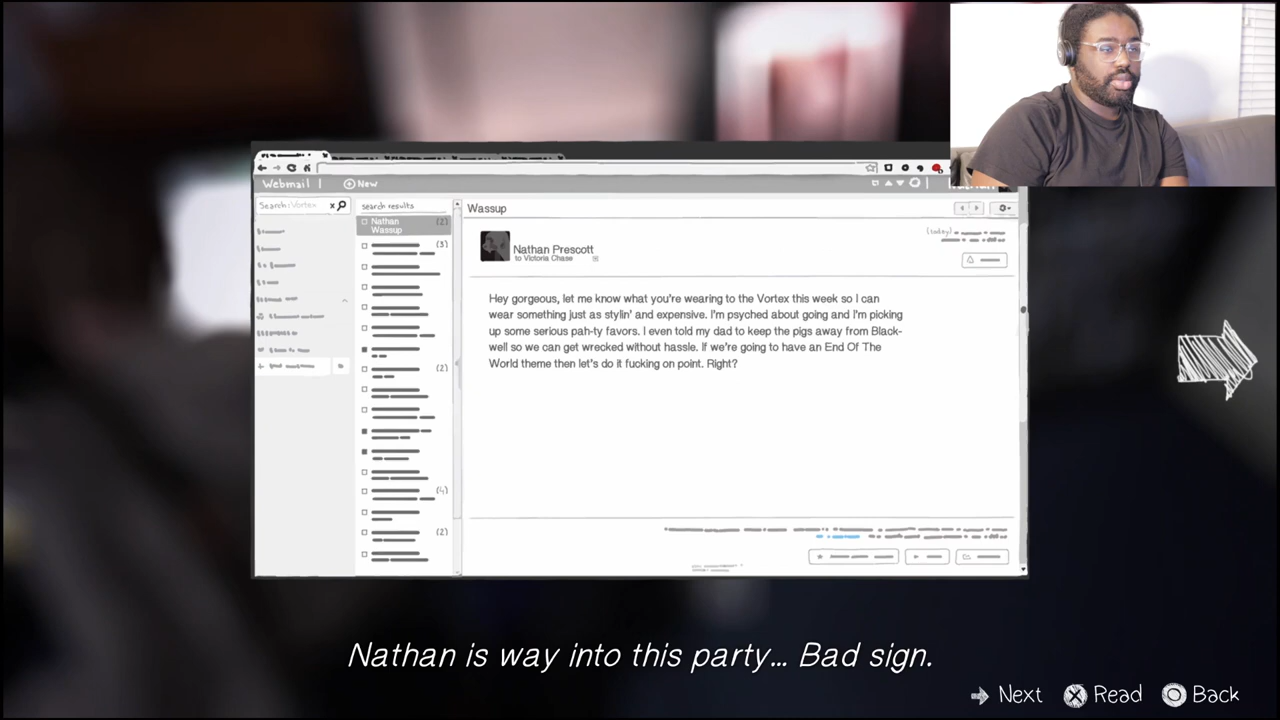 Webmail |
New
Search: Vortex x
search results
Nathan (2)
Wassup
(3)
(2)
(4)
(2)
Wassup
Nathan Prescott
to Victoria Chase
(today)
Hey gorgeous, let me know what you're wearing to the Vortex this week so I can
wear something just as stylin' and expensive. I'm psyched about going and I'm picking
up some serious pah-ty favors. I even told my dad to keep the pigs away from Black-
well so we can get wrecked without hassle. If we're going to have an End Of The
World theme then let's do it fucking on point. Right?
Nathan is way into this party... Bad sign.
Next Read Back